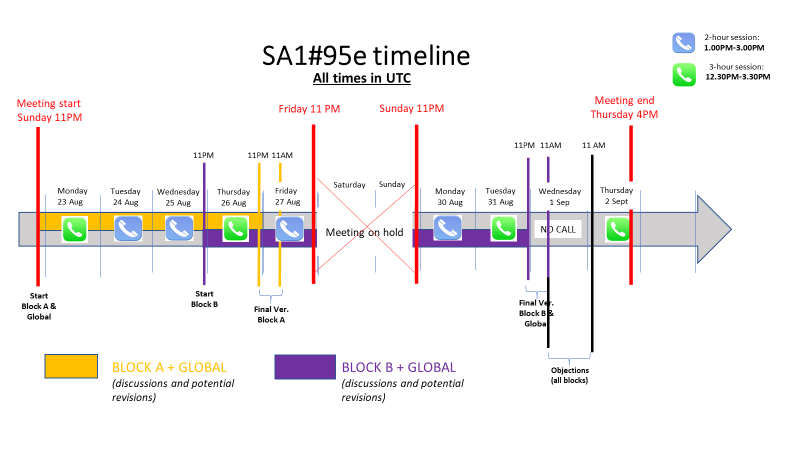 SA1#95e timeline
All times in UTC
2-hour session:
1.00PM-3.00PM
3-hour session:
12.30PM-3.30PM
Meeting start
Sunday 11PM
Friday 11 PM
Sunday 11PM
Meeting end
Thursday 4PM
11PM
11PM
11AM
11PM
11AM
11 AM
Monday
23 Aug
Tuesday
24 Aug
Wednesday
25 Aug
Thursday
26 Aug
Friday
27 Aug
Saturday
Sunday
Monday
30 Aug
Tuesday
31 Aug
Wednesday
1 Sep
Thursday
2 Sept
Meeting on hold
NO CALL
Start
Block A &
Global
Start
Block B
Final Ver.
Block A
Final Ver.
Block B &
Global
Objections
(all blocks)
BLOCK A + GLOBAL
(discussions and potential
revisions)
BLOCK B + GLOBAL
(discussions and potential
revisions)